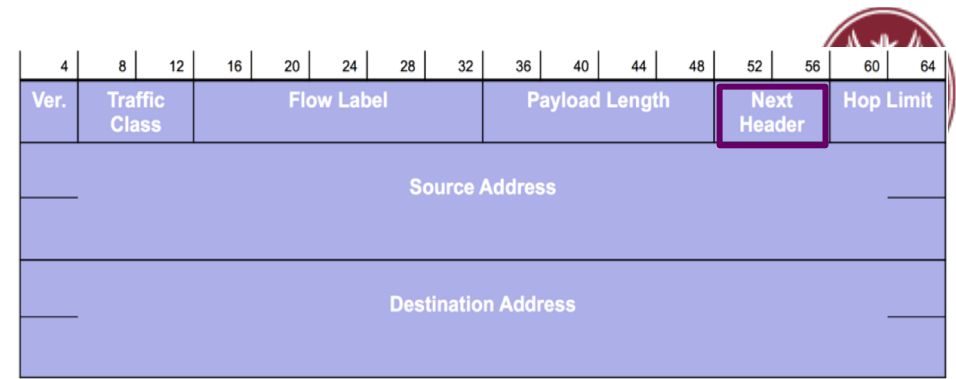 4 8 12 16 20 24 28 32 36 40 44 48 52 56 60 64
Ver. Traffic Class Flow Label Payload Length Next Header Hop Limit
Source Address
Destination Address